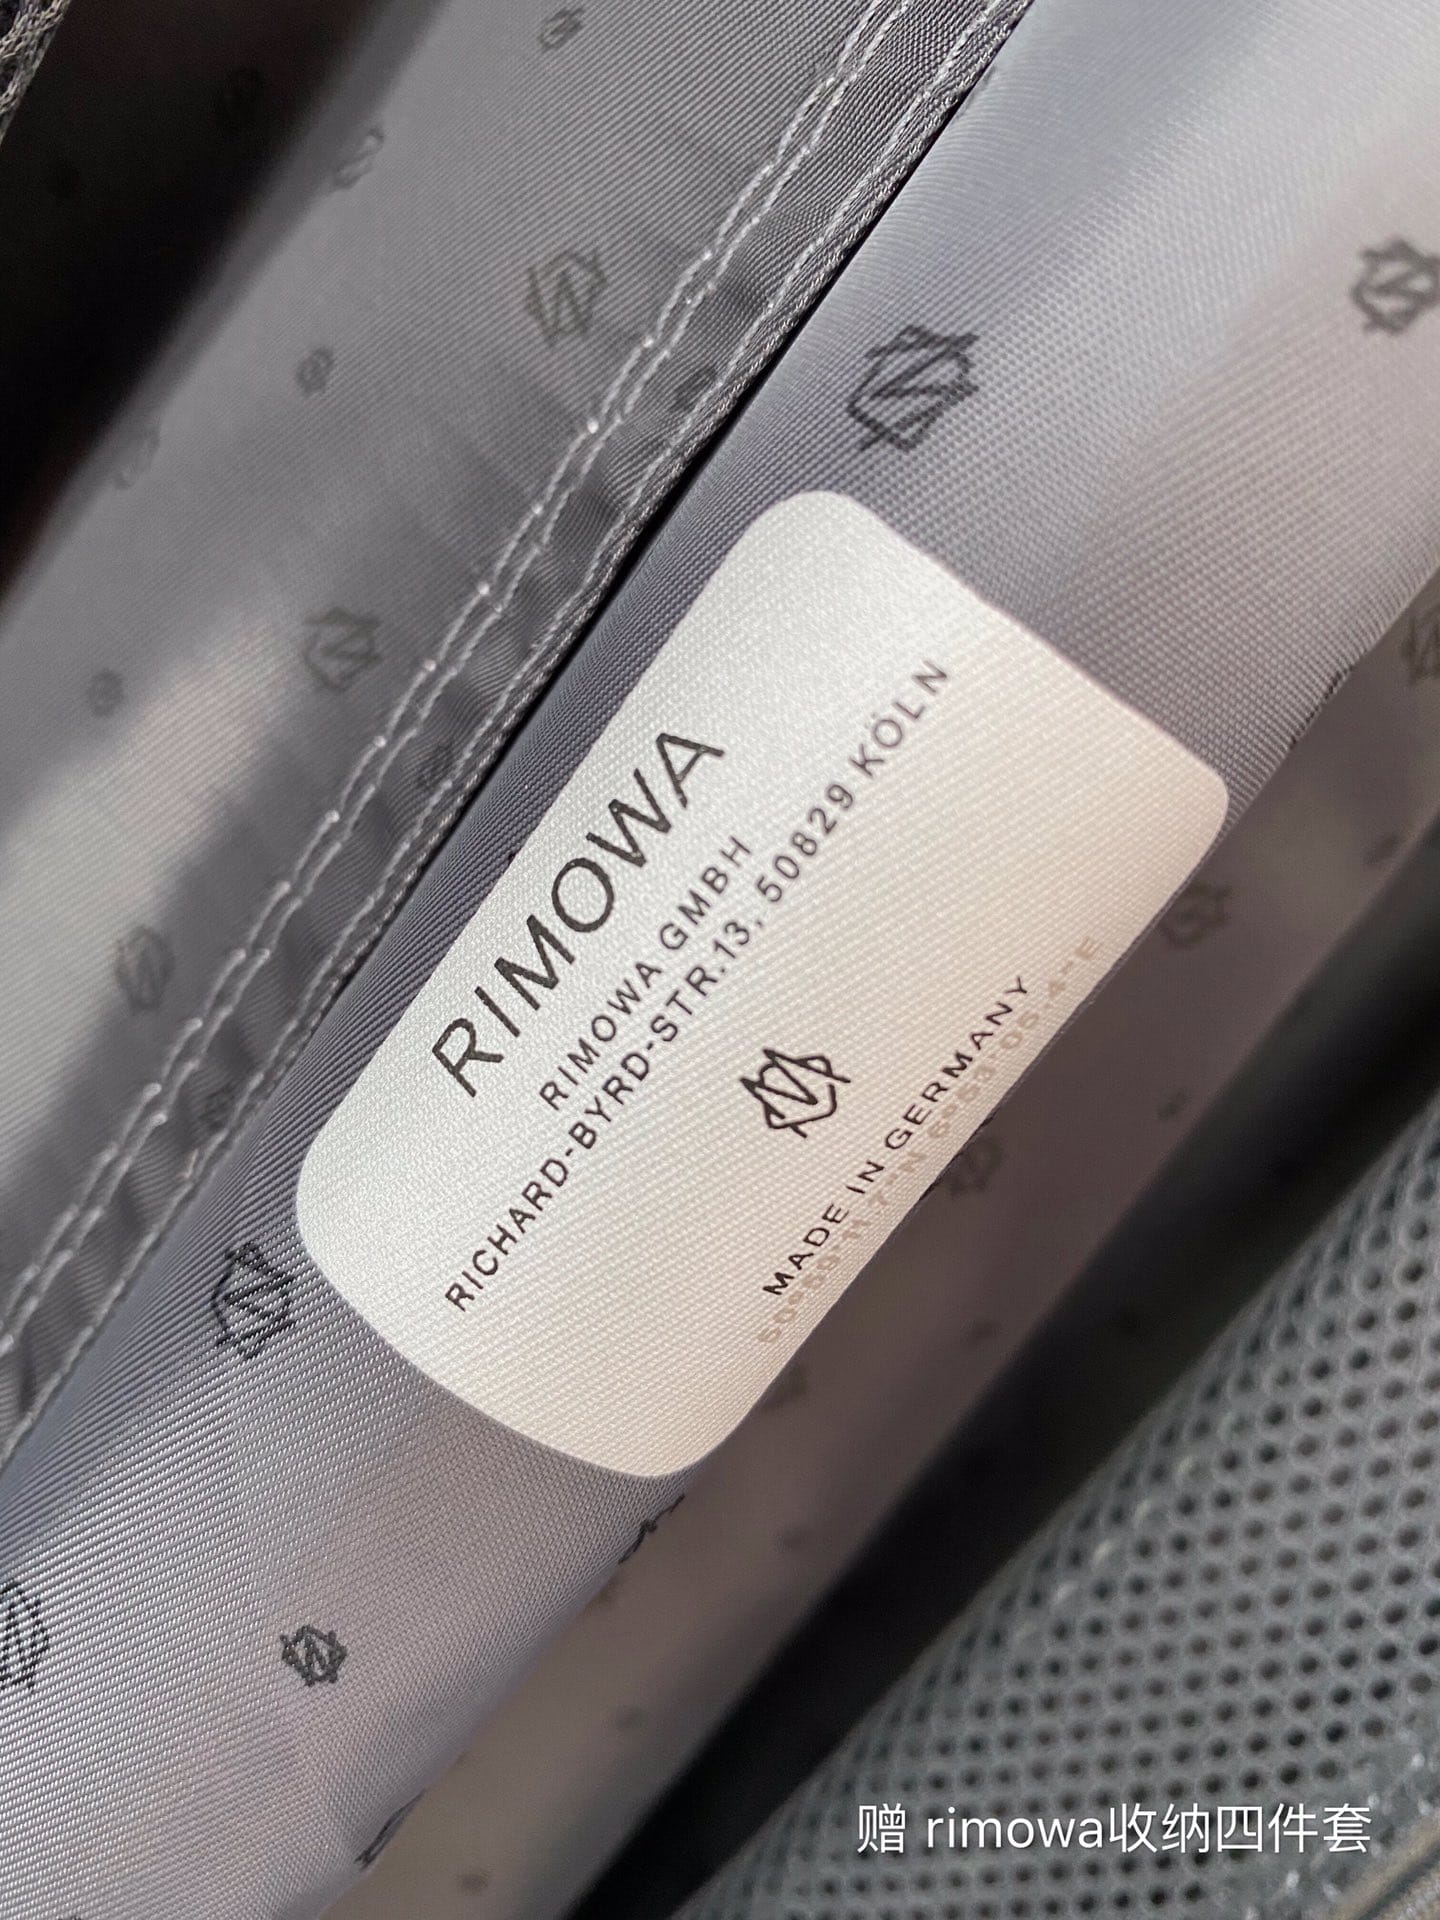 RIMOWA
RIMOWA GMBH
RICHARD-BYRD-STR.13, 50829 KÖLN
MADE IN GERMANY
赠 rimowa收纳四件套